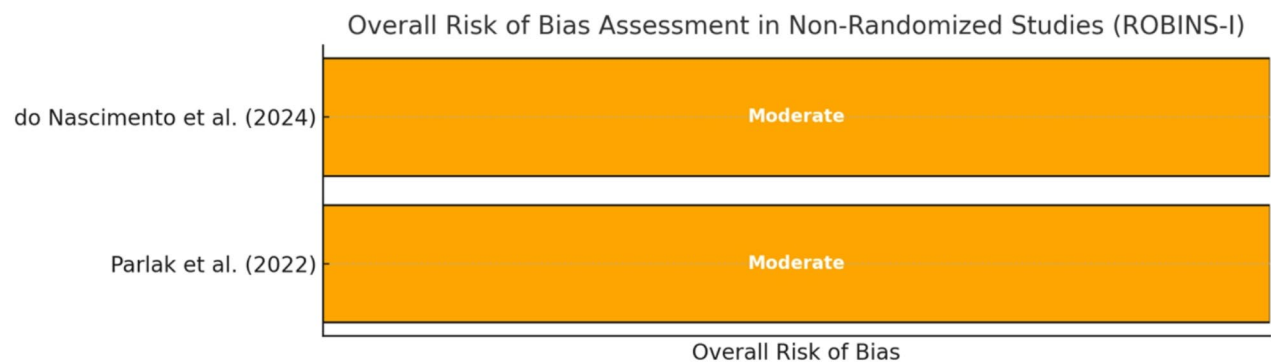 Overall Risk of Bias Assessment in Non-Randomized Studies (ROBINS-I)
do Nascimento et al. (2024)
Moderate
Parlak et al. (2022)
Moderate
Overall Risk of Bias